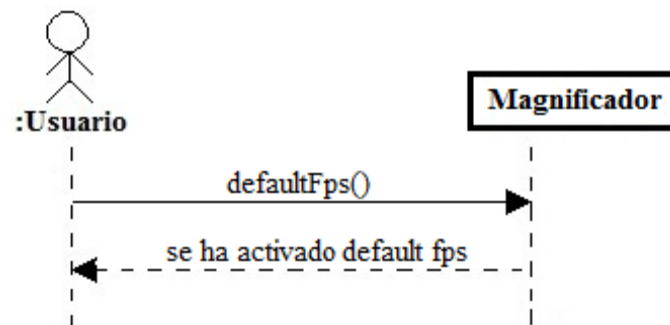 :Usuario
Magnificador
defaultFps()
se ha activado default fps